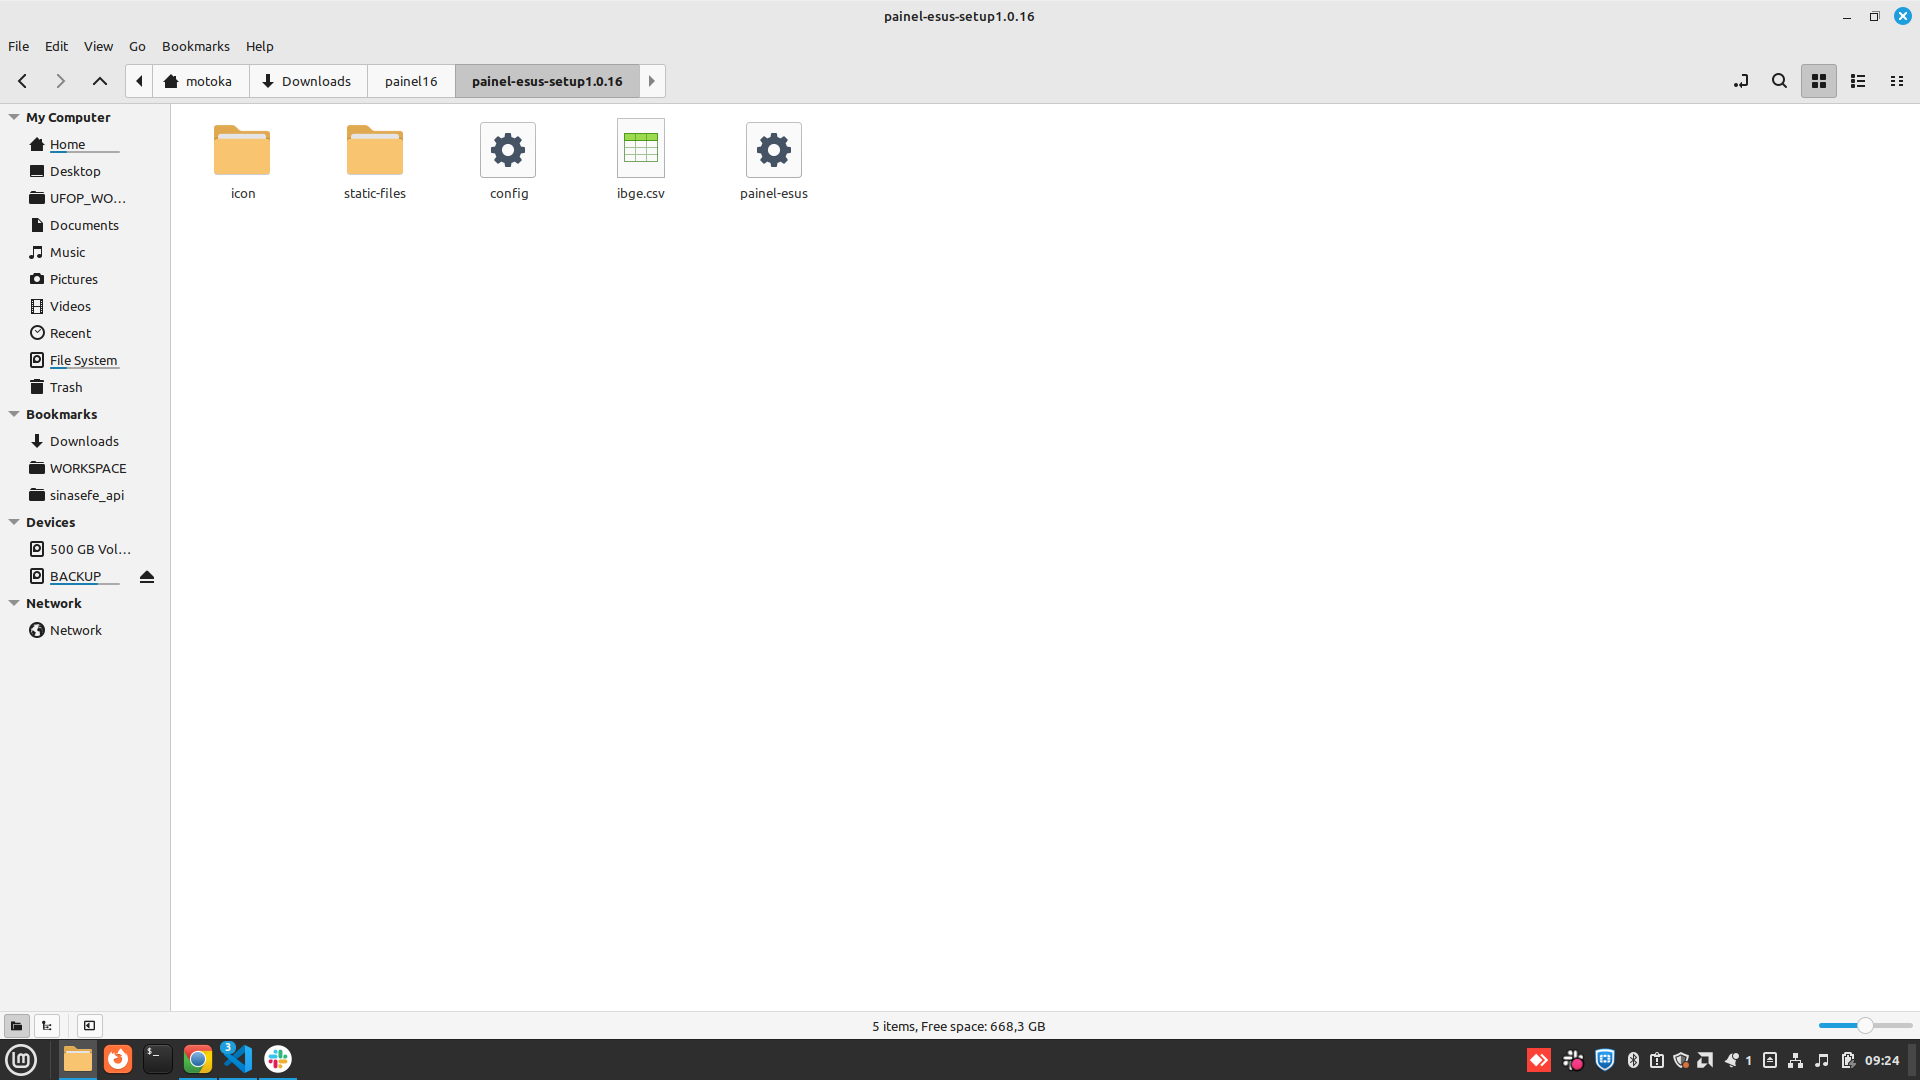 painel-esus-setup1.0.16
File Edit View Go Bookmarks Help
motoka Downloads painel16 painel-esus-setup1.0.16
My Computer
Home
Desktop
UFOP_WO...
Documents
Music
Pictures
Videos
Recent
File System
Trash
Bookmarks
Downloads
WORKSPACE
sinasefe_api
Devices
500 GB Vol...
BACKUP
Network
Network
icon static-files config ibge.csv painel-esus
5 items, Free space: 668,3 GB
lm $_ 3 1 09:24